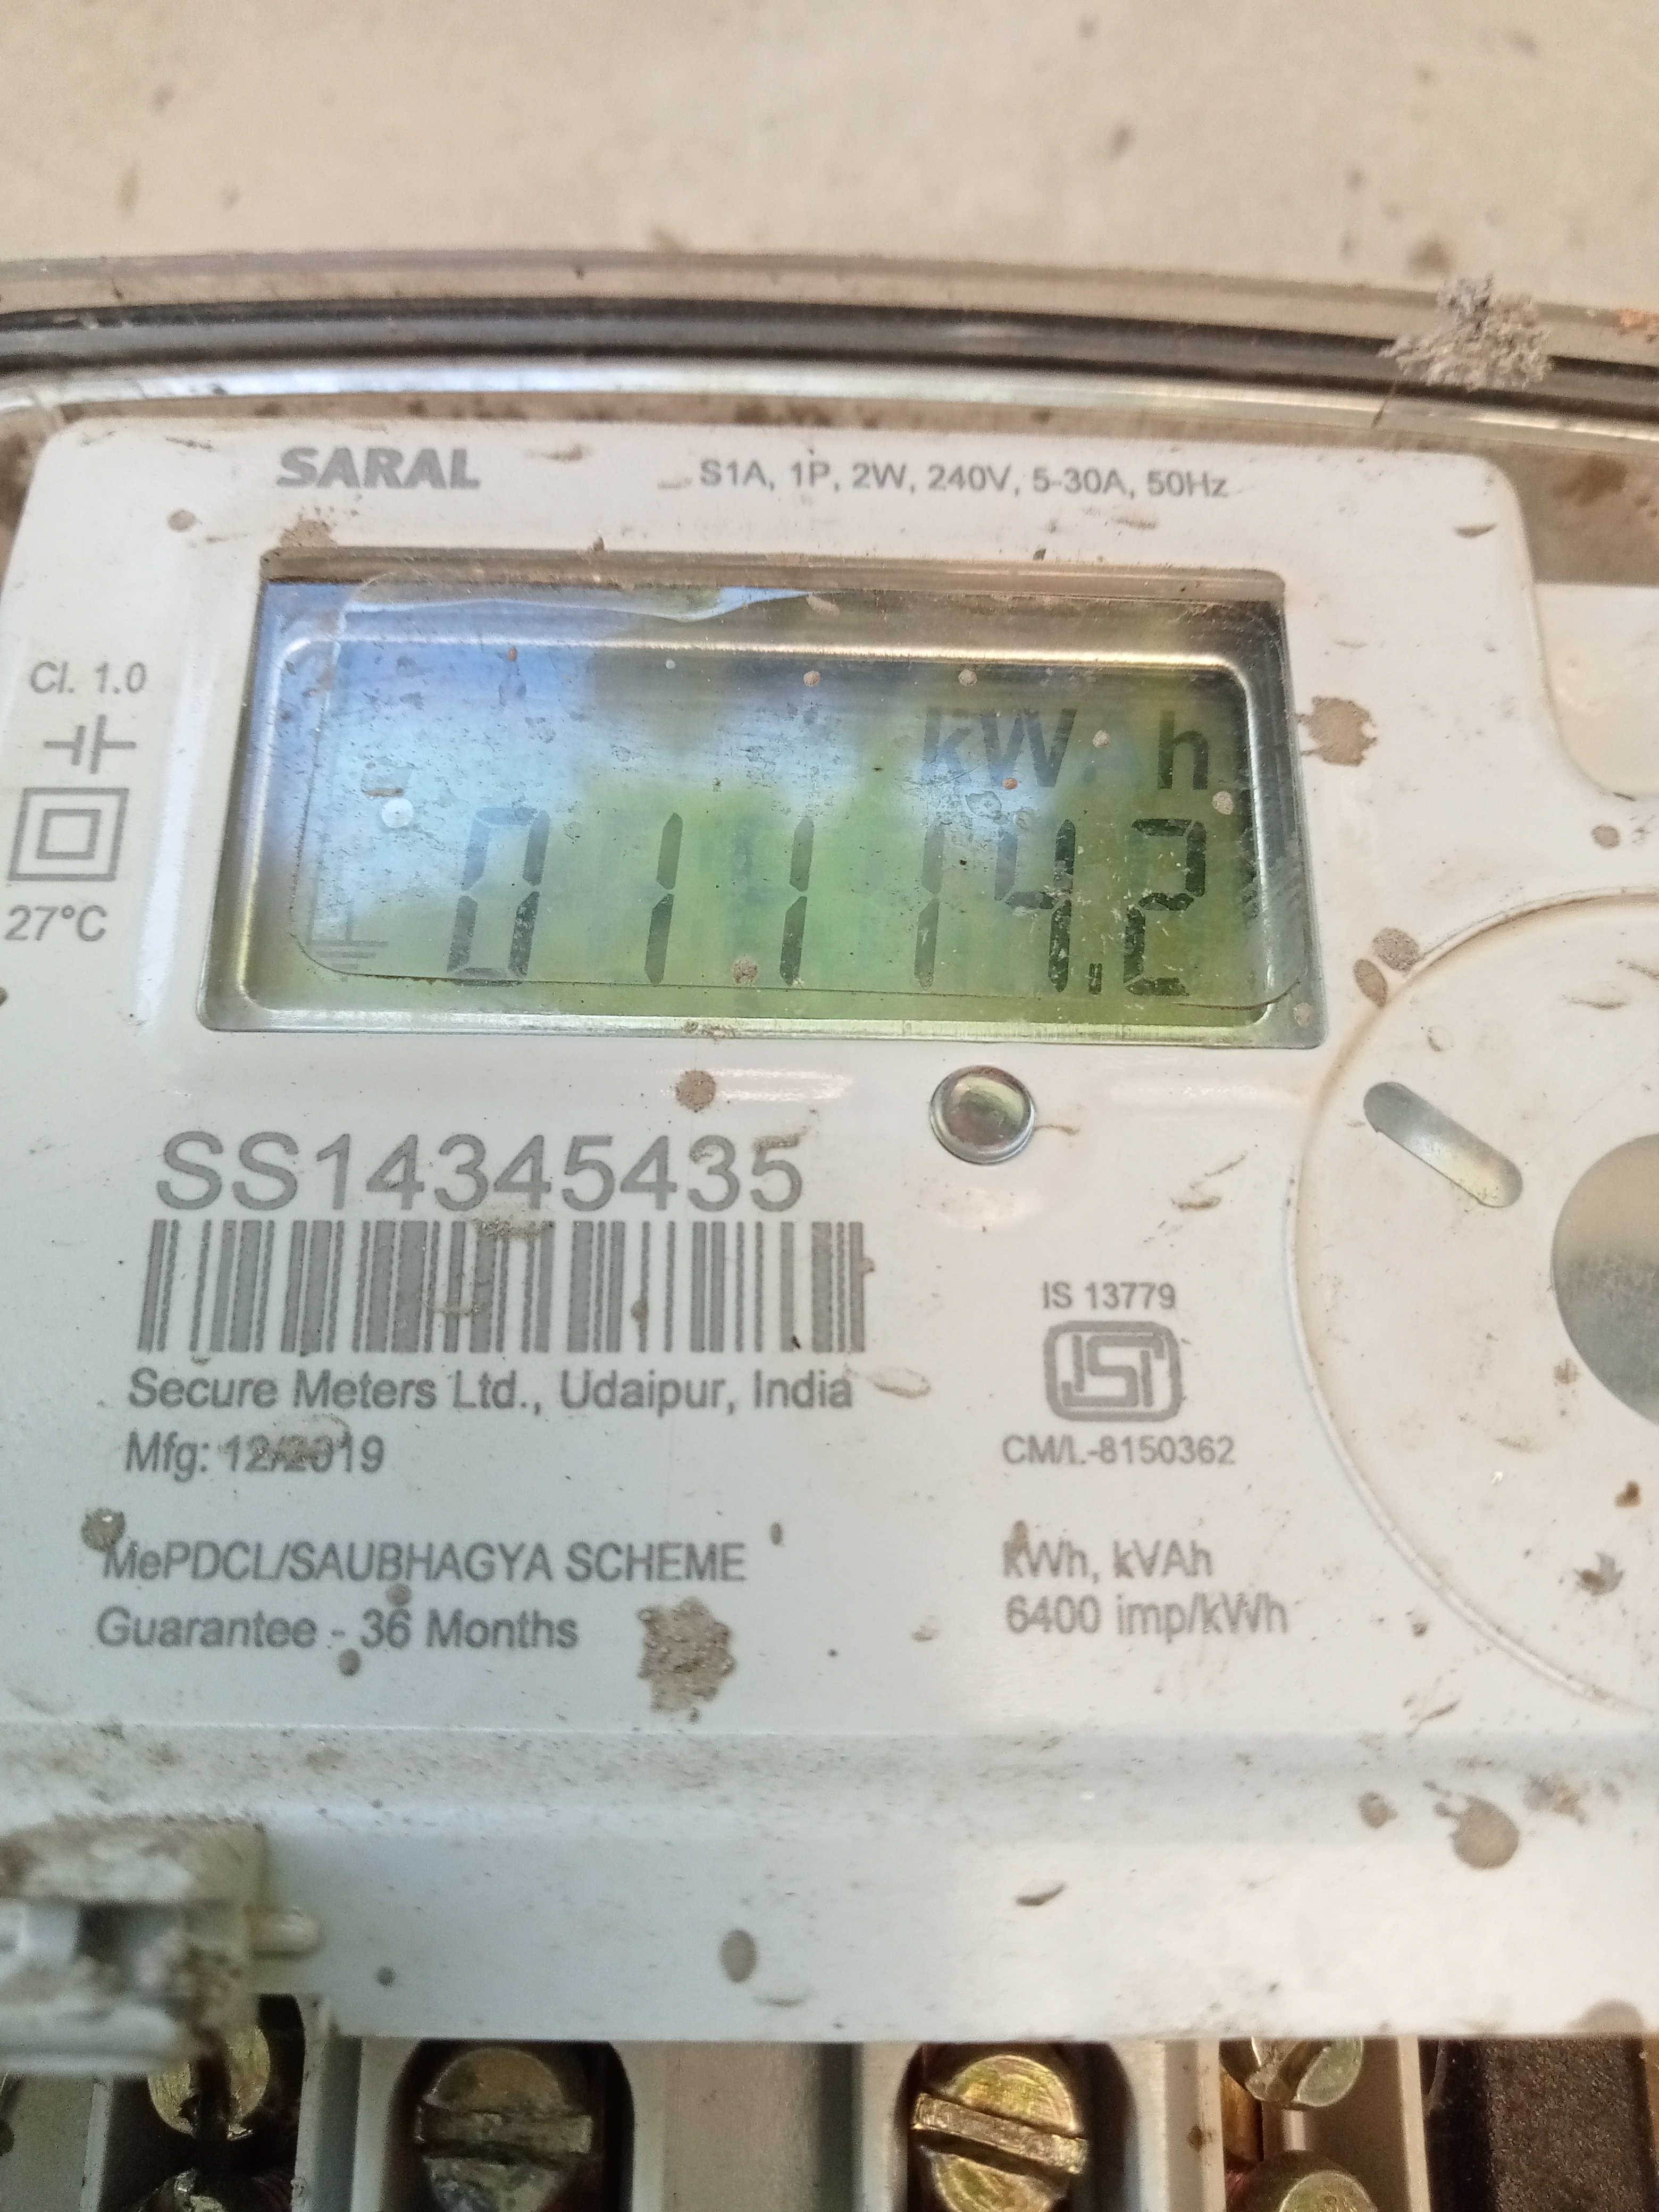 SARAL
S1A, 1P, 2W, 240V, 5-30A, 50Hz
Cl. 1.0
27°C
kWh
01114.2
SS14345435
Secure Meters Ltd., Udaipur, India
Mfg: 12/2019
MePDCL/SAUBHAGYA SCHEME
Guarantee - 36 Months
IS 13779
ISI
CM/L-8150362
kWh, kVAh
6400 imp/kWh